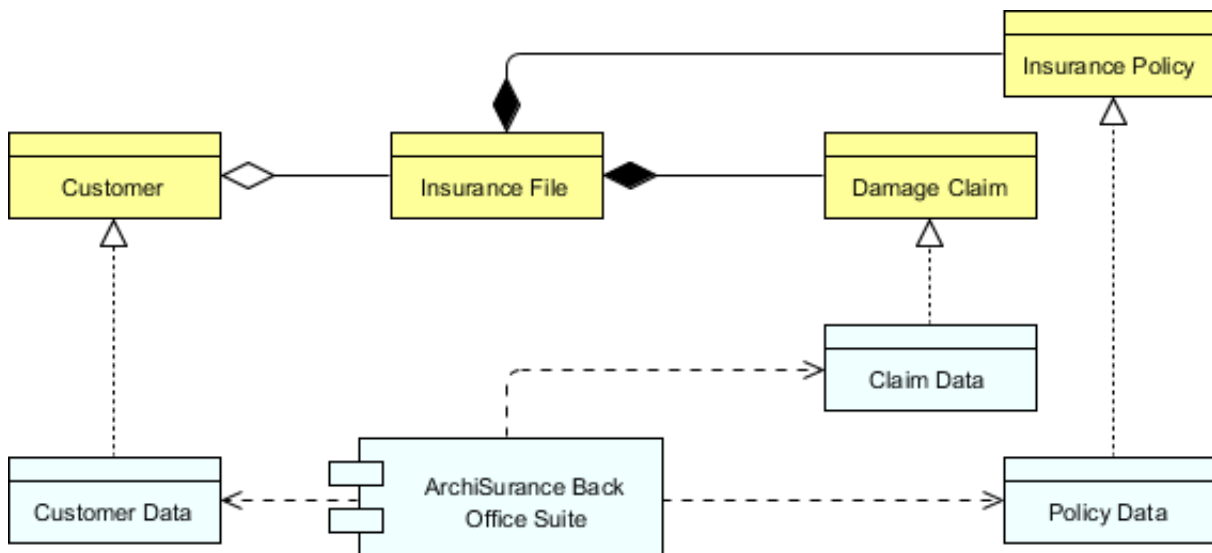 Insurance Policy
Customer
Insurance File
Damage Claim
Claim Data
Customer Data
ArchiSurance Back
Office Suite
Policy Data